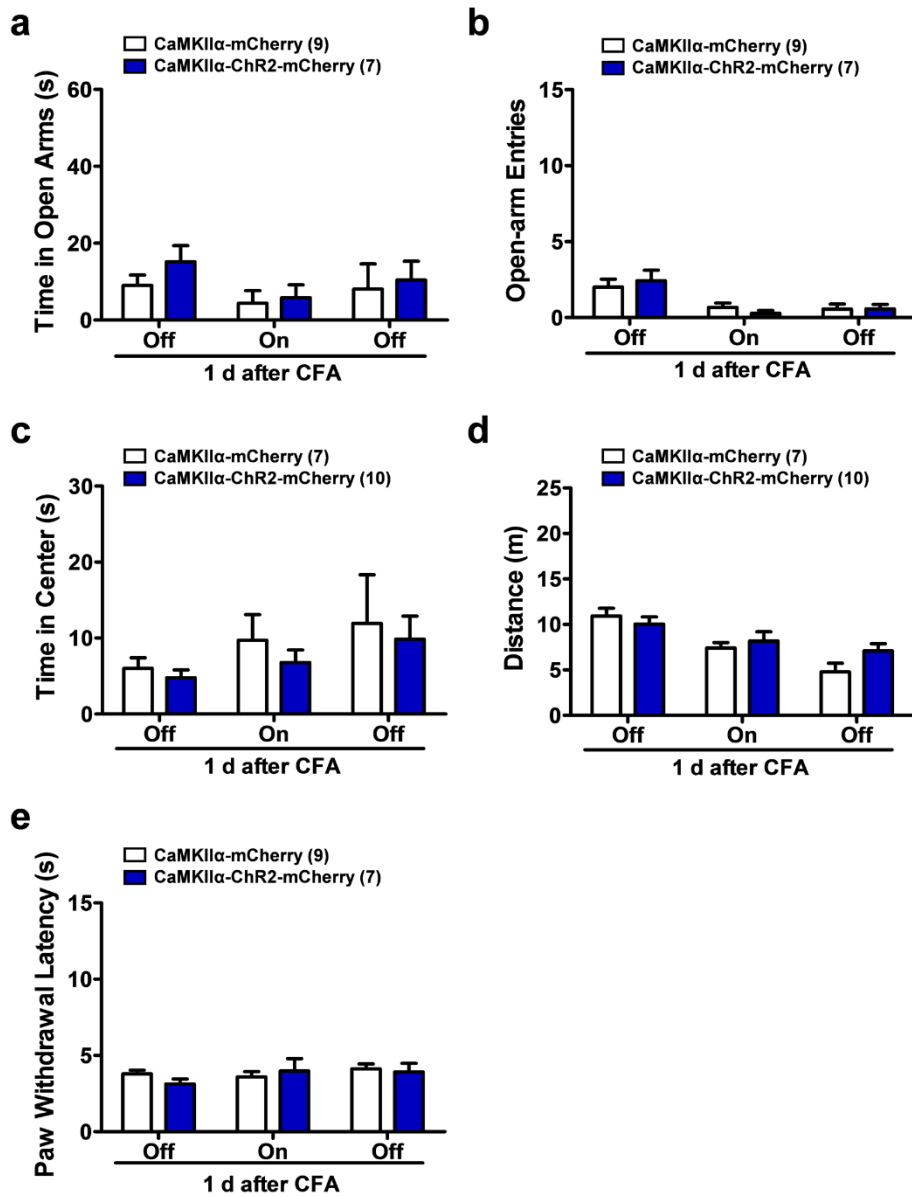 a
CaMKIIα-mCherry (9)
CaMKIIα-ChR2-mCherry (7)
Time in Open Arms (s)
60
40
20
0
Off On Off
1 d after CFA
b
CaMKIIα-mCherry (9)
CaMKIIα-ChR2-mCherry (7)
Open-arm Entries
15
10
5
0
Off On Off
1 d after CFA
c
CaMKIIα-mCherry (7)
CaMKIIα-ChR2-mCherry (10)
Time in Center (s)
30
20
10
0
Off On Off
1 d after CFA
d
CaMKIIα-mCherry (7)
CaMKIIα-ChR2-mCherry (10)
Distance (m)
25
20
15
10
5
0
Off On Off
1 d after CFA
e
CaMKIIα-mCherry (9)
CaMKIIα-ChR2-mCherry (7)
Paw Withdrawal Latency (s)
15
10
5
0
Off On Off
1 d after CFA